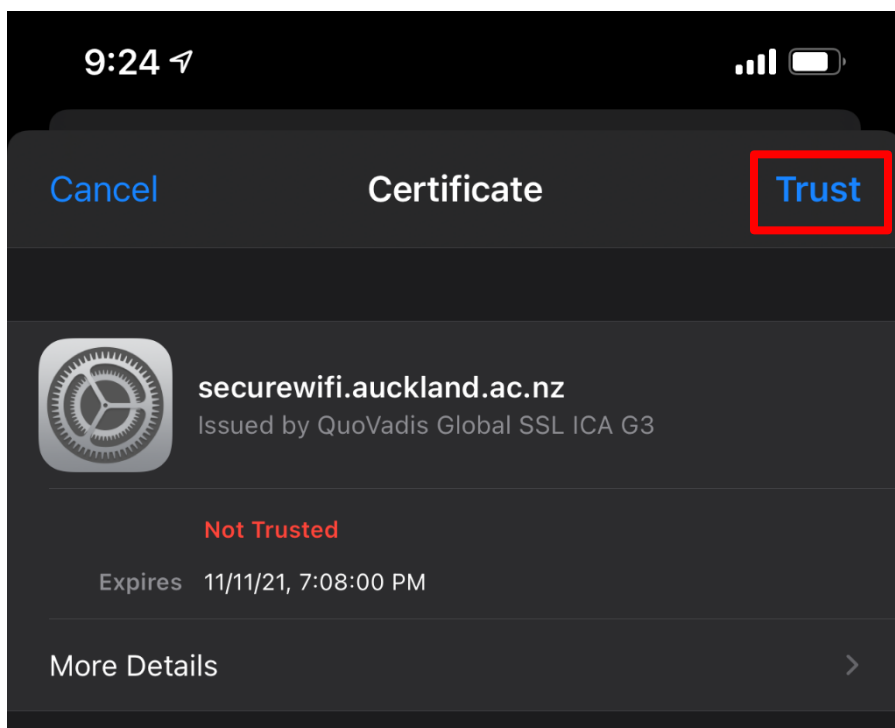 9:24
Cancel Certificate Trust
securewifi.auckland.ac.nz
Issued by QuoVadis Global SSL ICA G3
Not Trusted
Expires 11/11/21, 7:08:00 PM
More Details